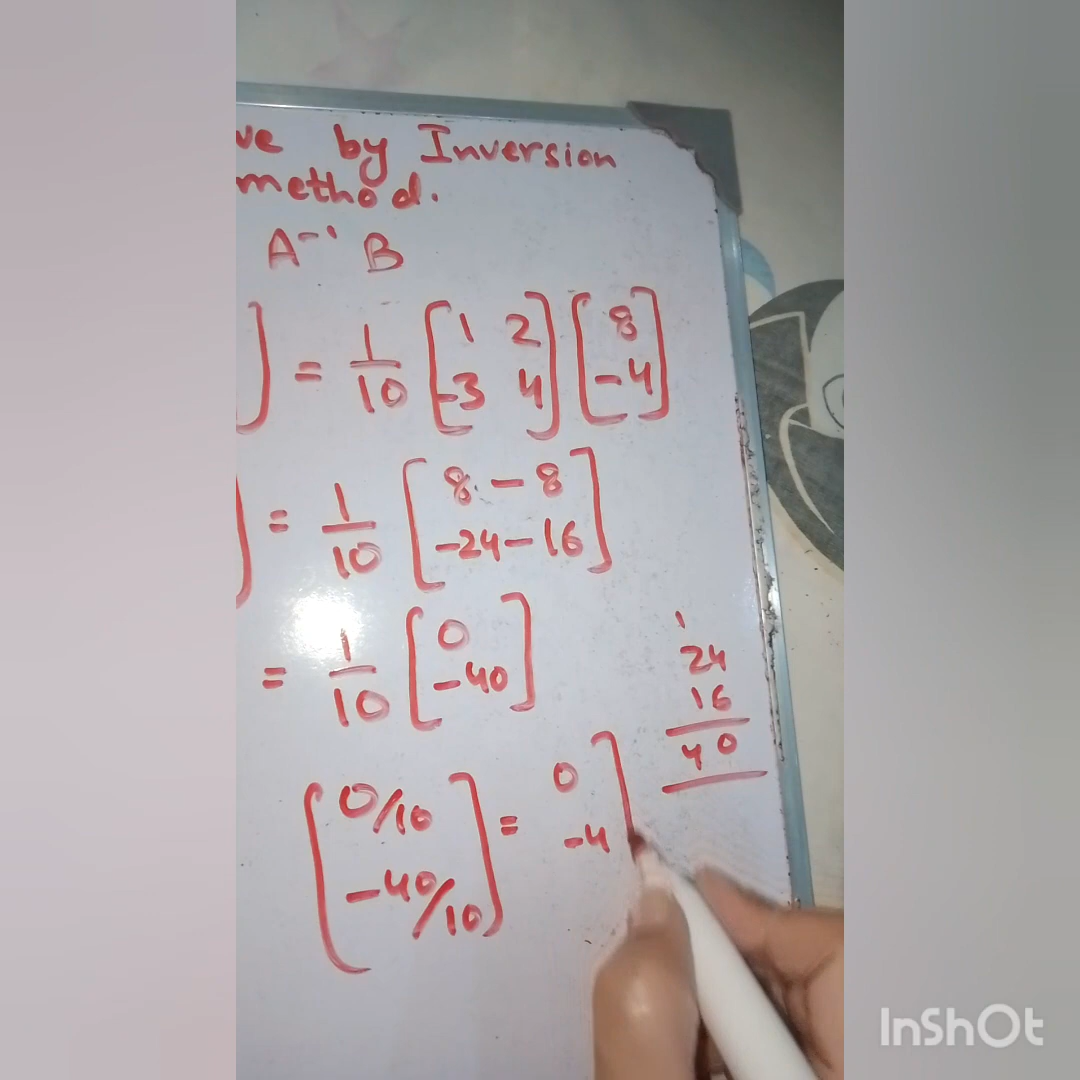 ve by Inversion
method.
A⁻¹ B
] = 1/10 [1 2; -3 4] [8; -4]
] = 1/10 [8 - 8; -24 - 16]
= 1/10 [0; -40]
24
16
40
[0/10; -40/10] = 0; -4]
InShOt